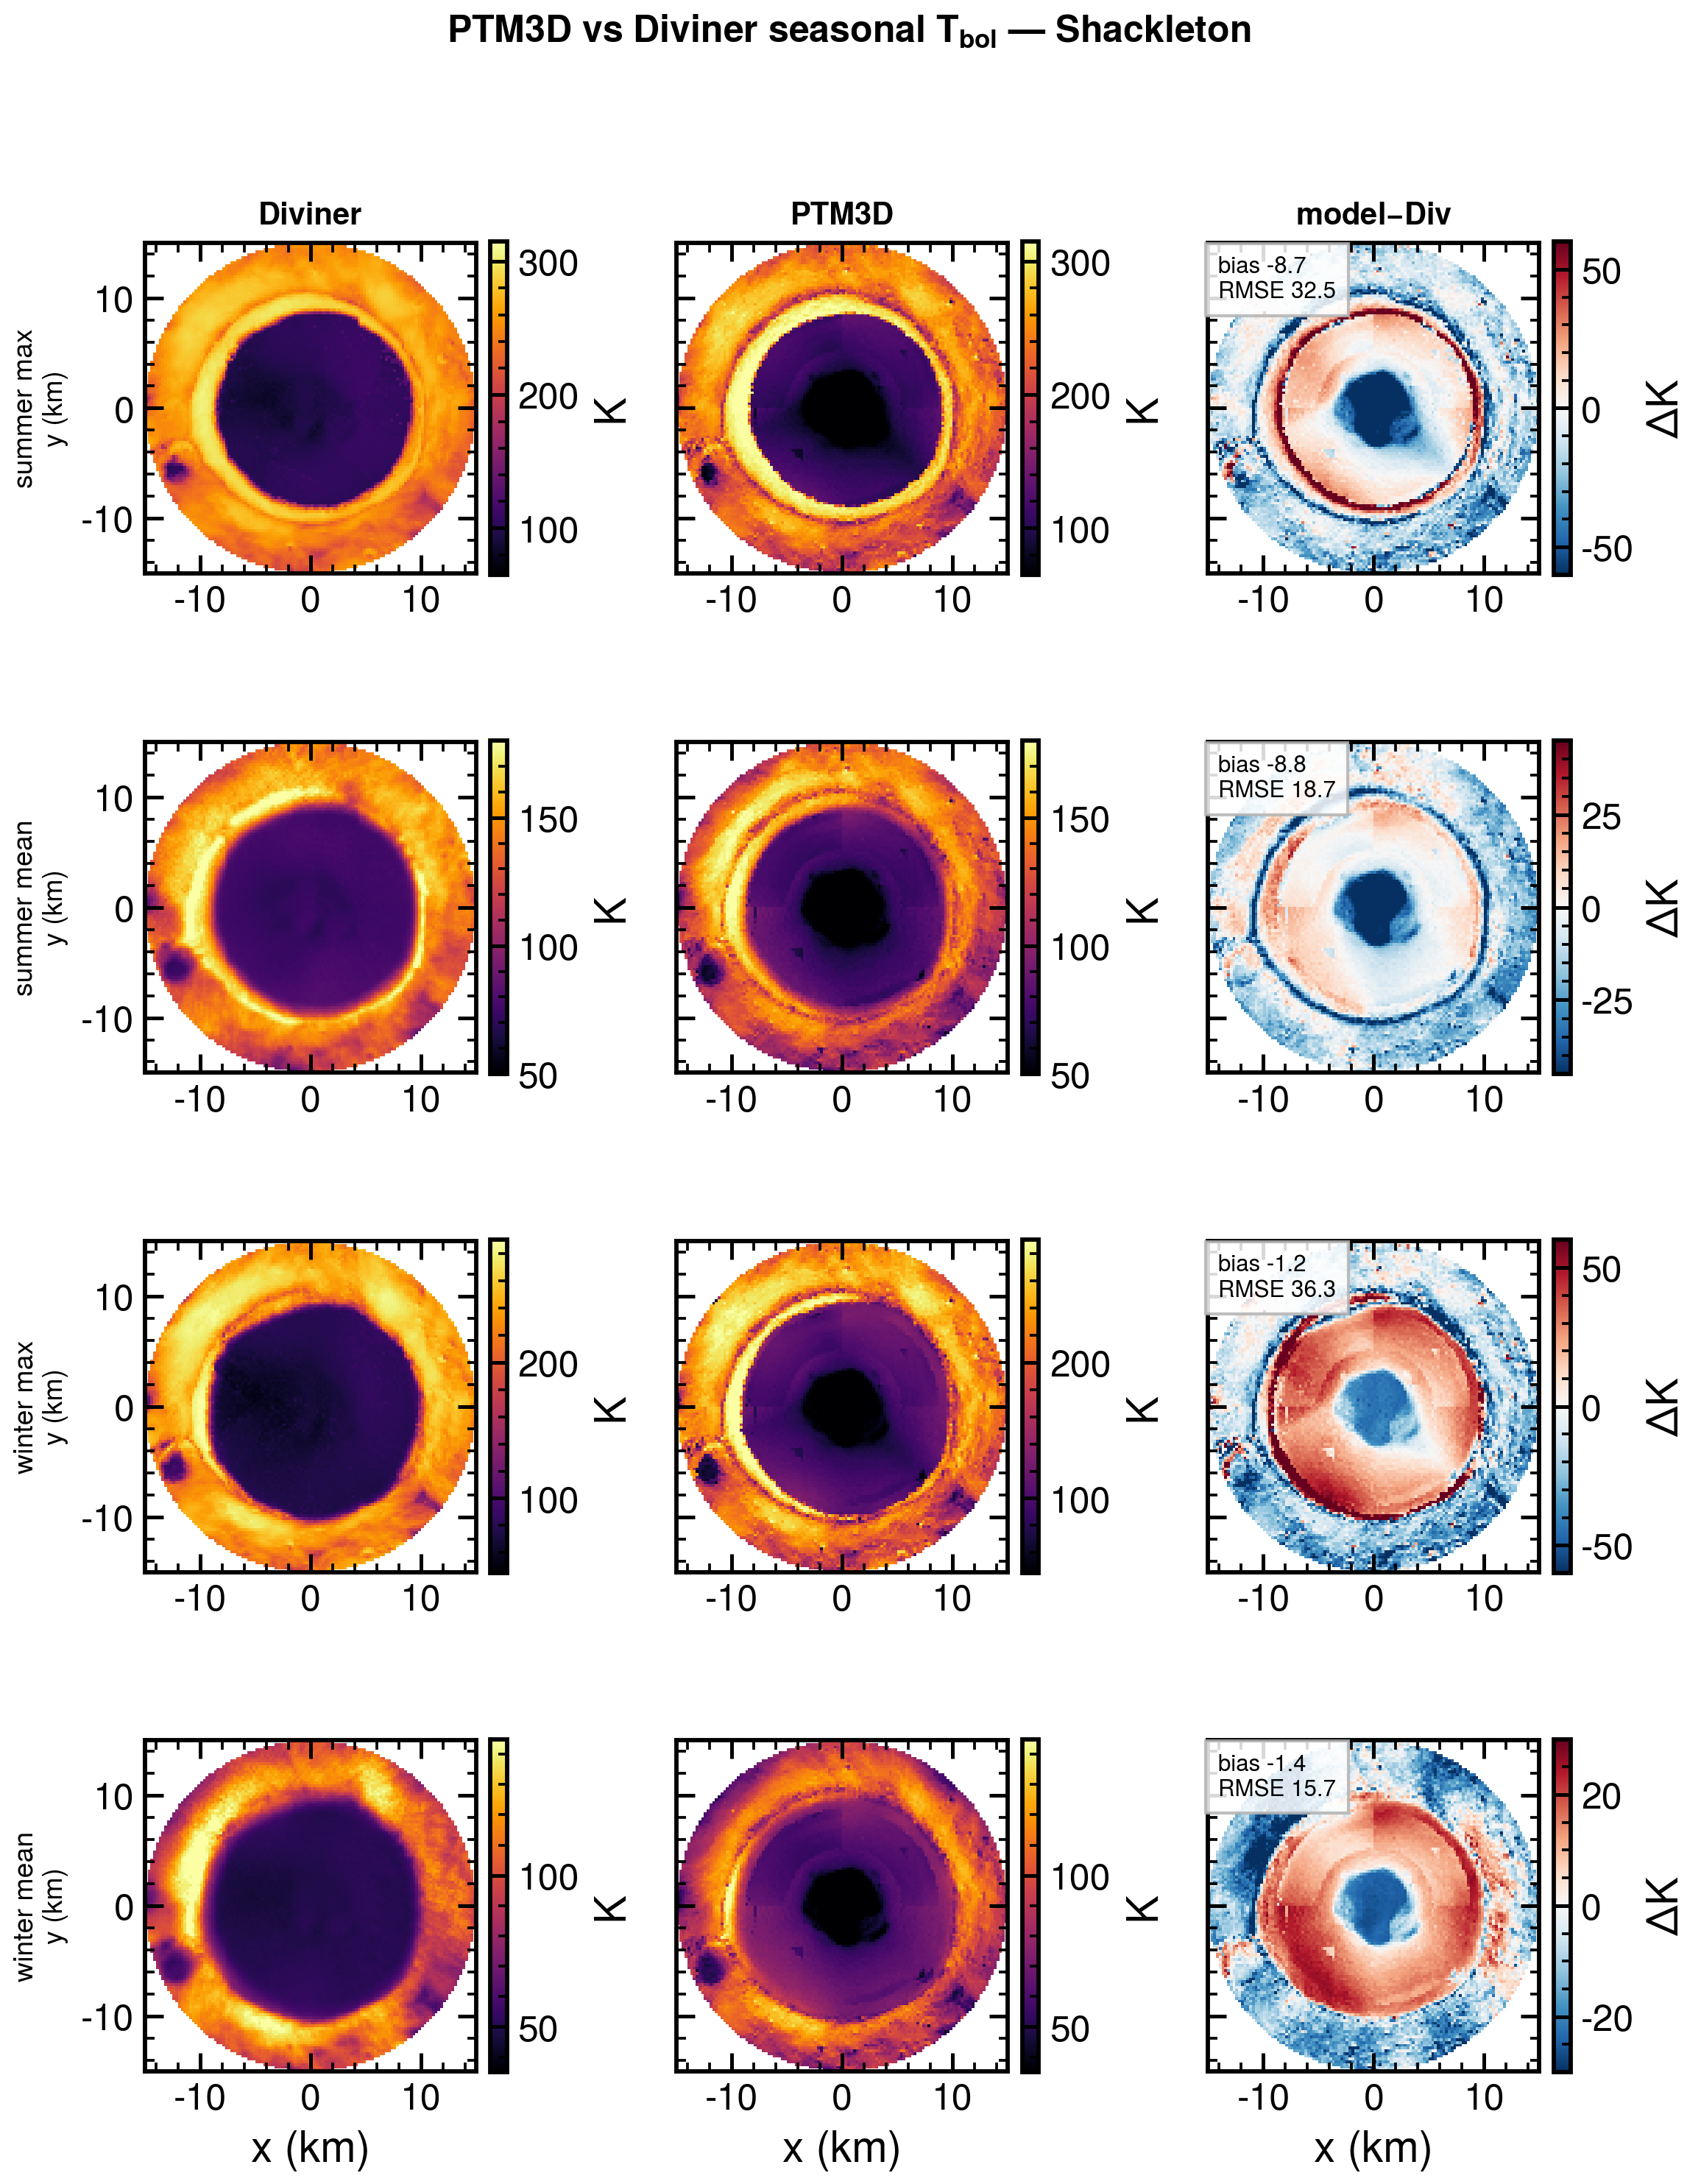 PTM3D vs Diviner seasonal Tbol — Shackleton
Diviner
PTM3D
model−Div
summer max
y (km)
10
0
-10
-10 0 10
300
200
100
K
-10 0 10
300
200
100
K
bias -8.7
RMSE 32.5
-10 0 10
50
0
-50
ΔK
summer mean
y (km)
10
0
-10
-10 0 10
150
100
50
K
-10 0 10
150
100
50
K
bias -8.8
RMSE 18.7
-10 0 10
25
0
-25
ΔK
winter max
y (km)
10
0
-10
-10 0 10
200
100
K
-10 0 10
200
100
K
bias -1.2
RMSE 36.3
-10 0 10
50
0
-50
ΔK
winter mean
y (km)
10
0
-10
-10 0 10
x (km)
100
50
K
-10 0 10
x (km)
100
50
K
bias -1.4
RMSE 15.7
-10 0 10
x (km)
20
0
-20
ΔK